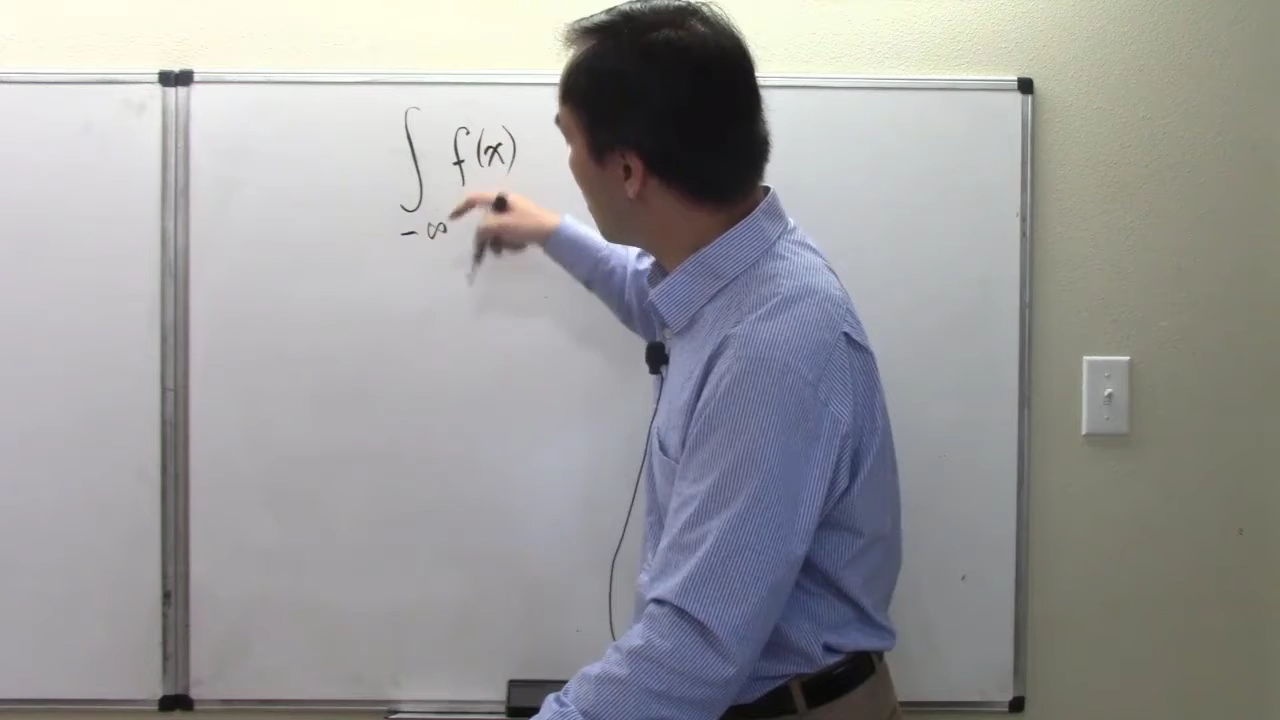 ∫ f(x)
-∞